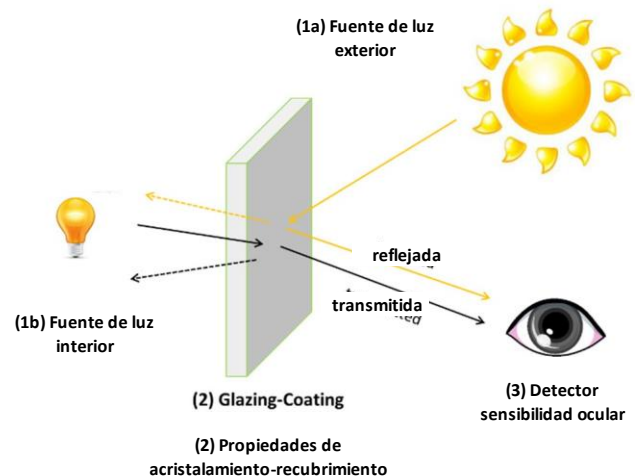 (1a) Fuente de luz
exterior
reflejada
transmitida
(1b) Fuente de luz
interior
(2) Glazing-Coating
(3) Detector
sensibilidad ocular
(2) Propiedades de
acristalamiento-recubrimiento